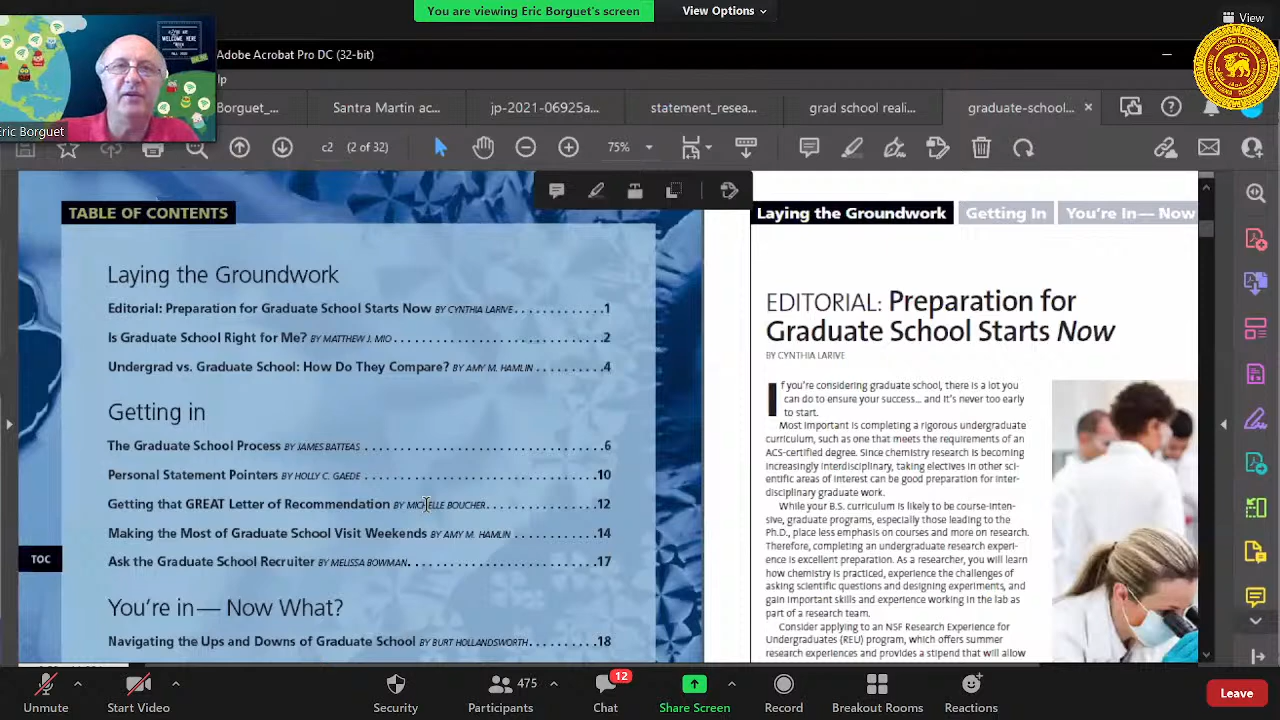 You are viewing Eric Borguet's screen
View Options
View
WELCOME HERE
Adobe Acrobat Pro DC (32-bit)
lp
Borguet_...
Santra Martin ac...
jp-2021-06925a...
statement_resea...
grad school reali...
graduate-school...
Eric Borguet
c2 (2 of 32)
75%
TABLE OF CONTENTS
Laying the Groundwork
Editorial: Preparation for Graduate School Starts Now BY CYNTHIA LARIVE . . . . . . . . . . . . 1
Is Graduate School Right for Me? BY MATTHEW J. MIO . . . . . . . . . . . . . . . . . . . . . . . . . . . 2
Undergrad vs. Graduate School: How Do They Compare? BY AMY M. HAMLIN . . . . . . . . . 4
Getting in
The Graduate School Process BY JAMES BATTEAS . . . . . . . . . . . . . . . . . . . . . . . . . . . . . . 6
Personal Statement Pointers BY HOLLY C. GAEDE . . . . . . . . . . . . . . . . . . . . . . . . . . . . . 10
Getting that GREAT Letter of Recommendation BY MICHELLE BOUCHER . . . . . . . . . . . . . . 12
Making the Most of Graduate School Visit Weekends BY AMY M. HAMLIN . . . . . . . . . . . 14
Ask the Graduate School Recruiter BY MELISSA BOWMAN . . . . . . . . . . . . . . . . . . . . . . . 17
TOC
You're in— Now What?
Navigating the Ups and Downs of Graduate School BY BURT HOLLANDSWORTH . . . . . . . . . 18
Laying the Groundwork
Getting In
You're In— Now
EDITORIAL: Preparation for
Graduate School Starts Now
BY CYNTHIA LARIVE
If you're considering graduate school, there is a lot you
can do to ensure your success... and it's never too early
to start.
Most important is completing a rigorous undergraduate
curriculum, such as one that meets the requirements of an
ACS-certified degree. Since chemistry research is becoming
increasingly interdisciplinary, taking electives in other sci-
entific areas of interest can be good preparation for inter-
disciplinary graduate work.
While your B.S. curriculum is likely to be course-inten-
sive, graduate programs, especially those leading to the
Ph.D., place less emphasis on courses and more on research.
Therefore, completing an undergraduate research experi-
ence is excellent preparation. As a researcher, you will learn
how chemistry is practiced, experience the challenges of
asking scientific questions and designing experiments, and
gain important skills and experience working in the lab as
part of a research team.
Consider applying to an NSF Research Experience for
Undergraduates (REU) program, which offers summer
research experiences and provides a stipend that will allow
Unmute
Start Video
Security
475
Participants
12
Chat
Share Screen
Record
Breakout Rooms
Reactions
Leave